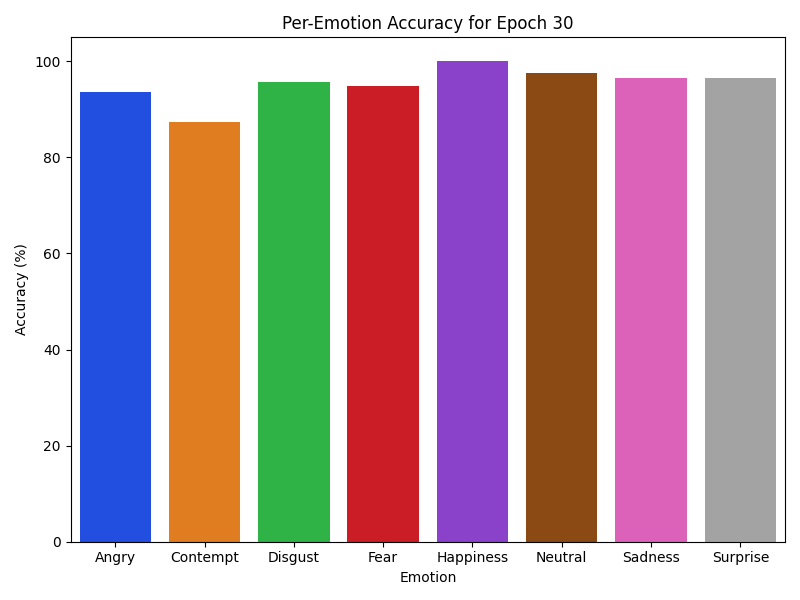 Per-Emotion Accuracy for Epoch 30
Accuracy (%)
100
80
60
40
20
0
Angry Contempt Disgust Fear Happiness Neutral Sadness Surprise
Emotion